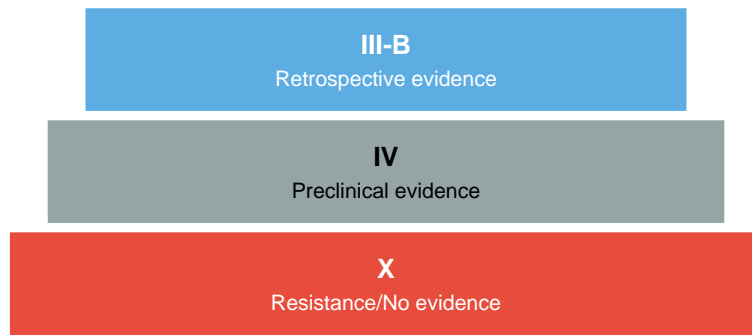 III-B
Retrospective evidence
IV
Preclinical evidence
X
Resistance/No evidence